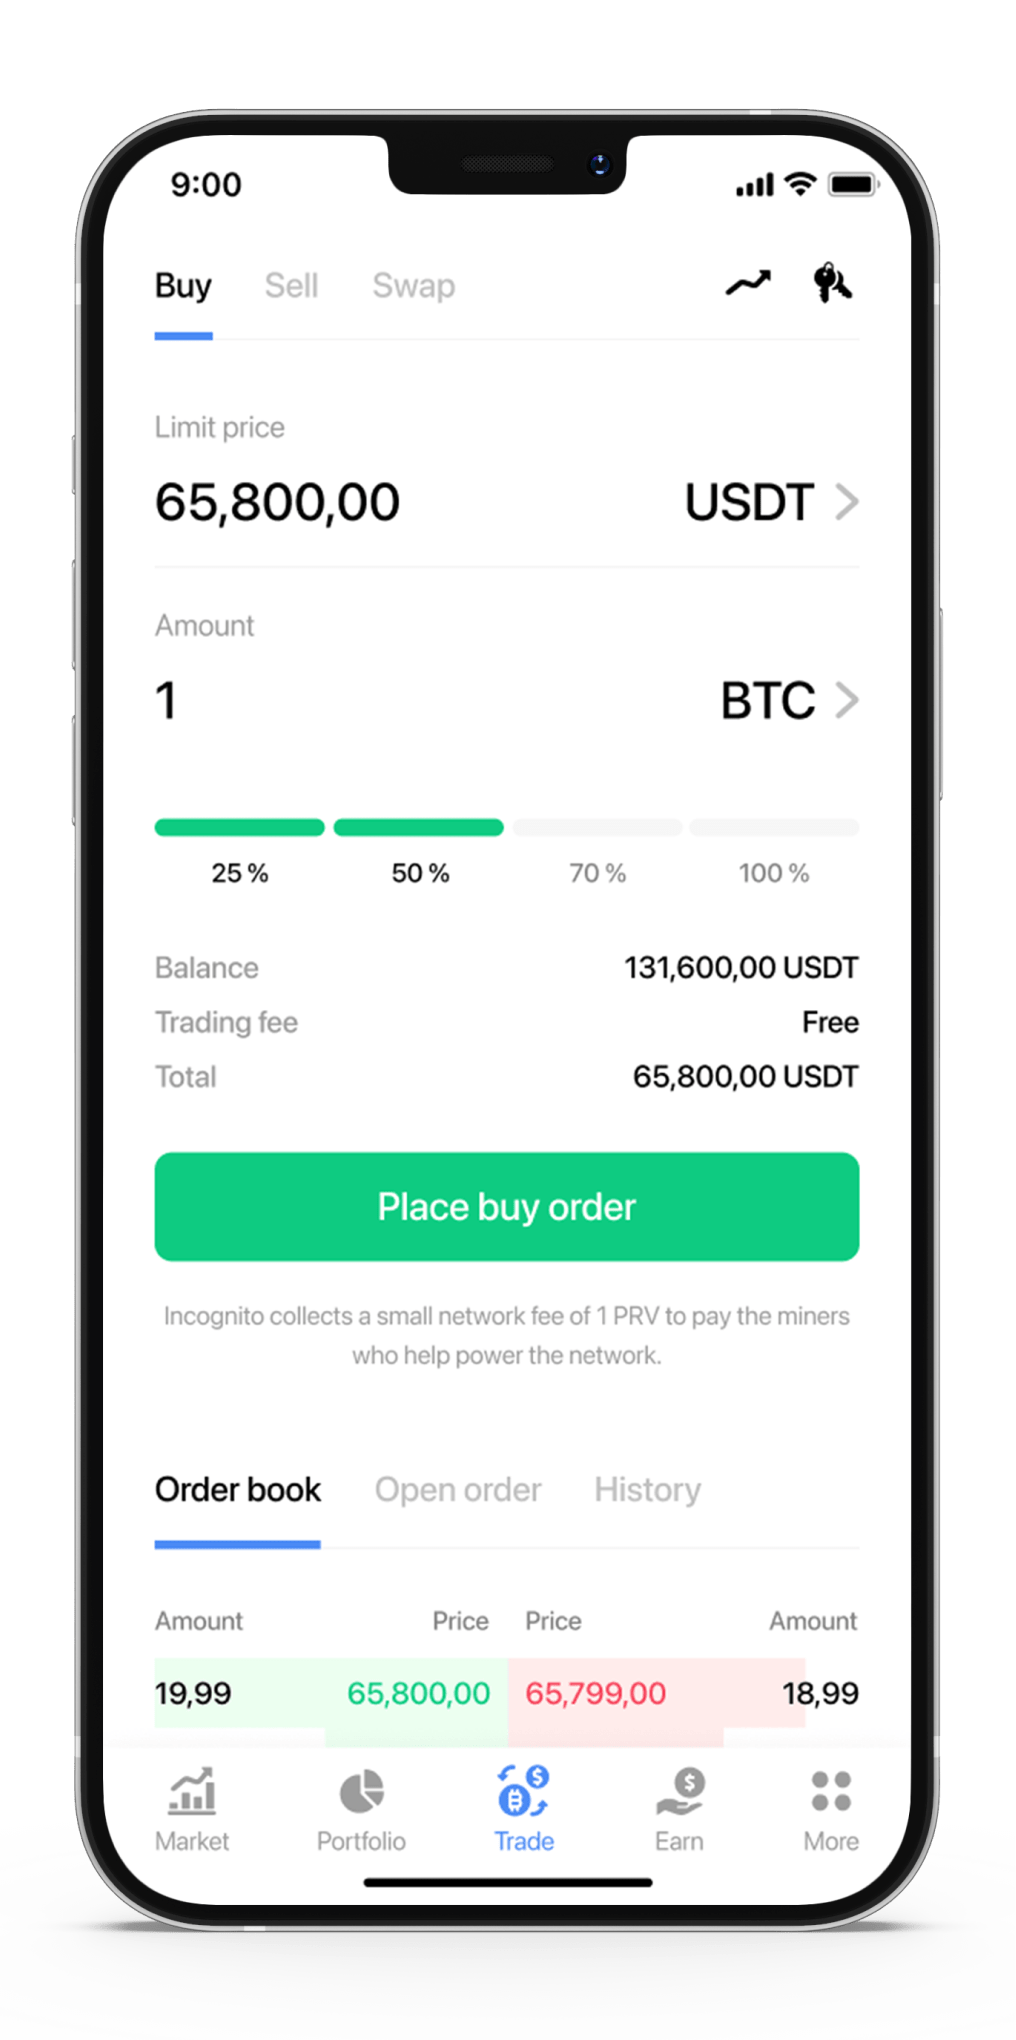 9:00
Buy Sell Swap
Limit price
65,800,00 USDT
Amount
1 BTC
25 % 50 % 70 % 100 %
Balance 131,600,00 USDT
Trading fee Free
Total 65,800,00 USDT
Place buy order
Incognito collects a small network fee of 1 PRV to pay the miners
who help power the network.
Order book Open order History
Amount Price Price Amount
19,99 65,800,00 65,799,00 18,99
Market Portfolio Trade Earn More